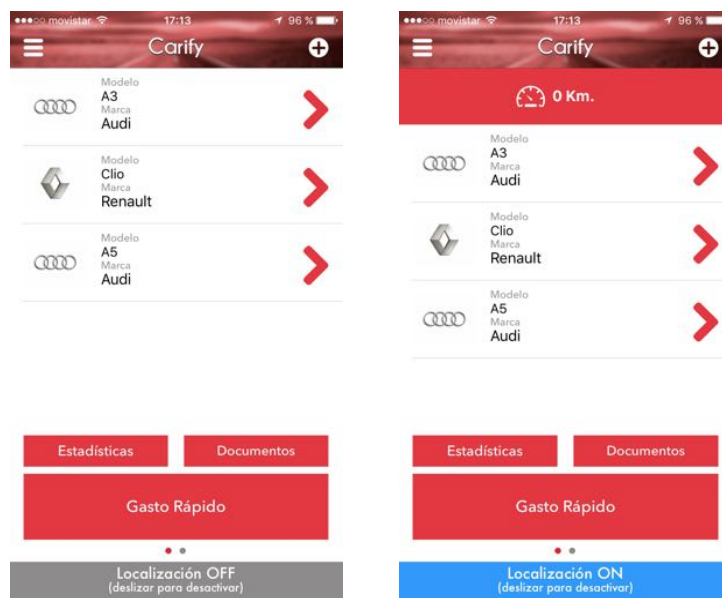 movistar 17:13 96 %
Carify
Modelo
A3
Marca
Audi
Modelo
Clio
Marca
Renault
Modelo
A5
Marca
Audi
Estadísticas Documentos
Gasto Rápido
Localización OFF
(deslizar para desactivar)
movistar 17:13 96 %
Carify
0 Km.
Modelo
A3
Marca
Audi
Modelo
Clio
Marca
Renault
Modelo
A5
Marca
Audi
Estadísticas Documentos
Gasto Rápido
Localización ON
(deslizar para desactivar)